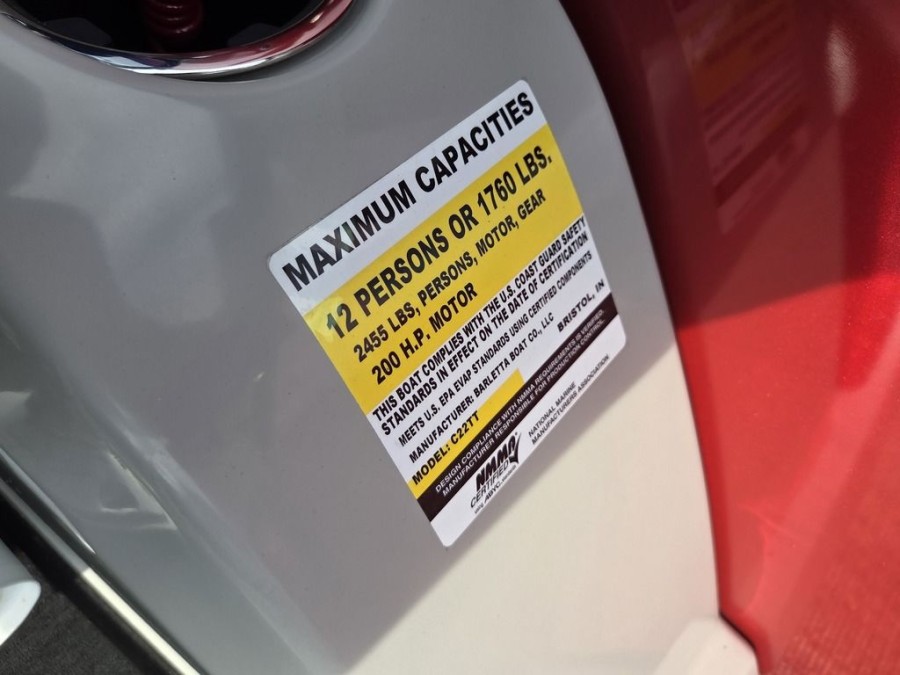 MAXIMUM CAPACITIES
12 PERSONS OR 1760 LBS.
2455 LBS, PERSONS, MOTOR, GEAR
200 H.P. MOTOR
THIS BOAT COMPLIES WITH THE U.S. COAST GUARD SAFETY
STANDARDS IN EFFECT ON THE DATE OF CERTIFICATION
MEETS U.S. EPA EVAP STANDARDS USING CERTIFIED COMPONENTS
MANUFACTURER: BARLETTA BOAT CO., LLC BRISTOL, IN
MODEL: C22TT
DESIGN COMPLIANCE WITH NMMA REQUIREMENTS IS VERIFIED.
MANUFACTURER RESPONSIBLE FOR PRODUCTION CONTROL.
NMMA
CERTIFIED
NATIONAL MARINE
MANUFACTURERS ASSOCIATION